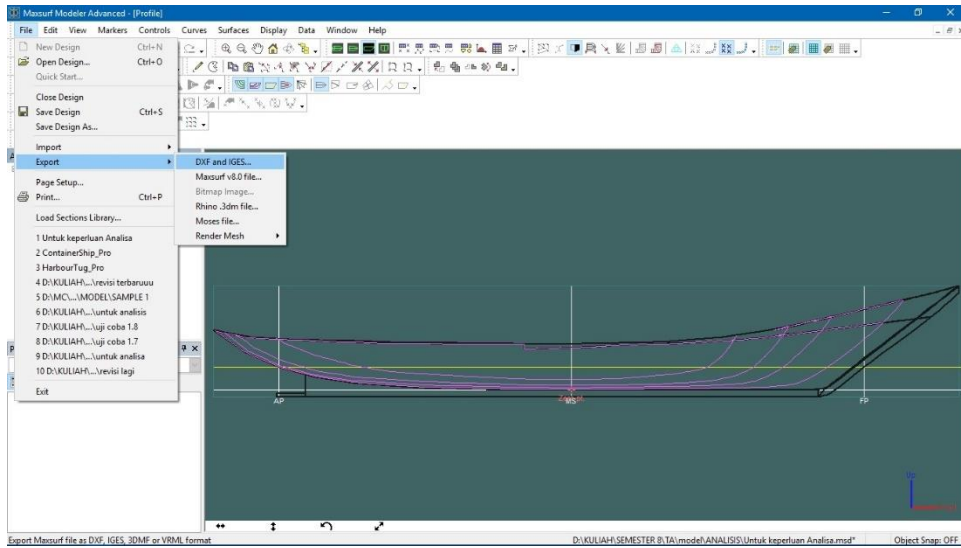 Maxsurf Modeler Advanced - [Profile]
File Edit View Markers Controls Curves Surfaces Display Data Window Help
New Design Ctrl+N
Open Design... Ctrl+O
Quick Start...
Close Design
Save Design Ctrl+S
Save Design As...
Import
Export
DXF and IGES...
Maxsurf v8.0 file...
Bitmap Image...
Rhino .3dm file...
Moses file...
Render Mesh
Page Setup...
Print... Ctrl+P
Load Sections Library...
1 Untuk keperluan Analisa
2 ContainerShip_Pro
3 HarbourTug_Pro
4 D:\KULIAH\...\revisi terbaruuu
5 D:\MC\...\MODEL\SAMPLE 1
6 D:\KULIAH\...\untuk analisis
7 D:\KULIAH\...\uji coba 1.8
8 D:\KULIAH\...\uji coba 1.7
9 D:\KULIAH\...\untuk analisa
10 D:\KULIAH\...\revisi lagi
Exit
AP
MS
FP
Up
Export Maxsurf file as DXF, IGES, 3DMF or VRML format
D:\KULIAH\SEMESTER 8\TA\model\ANALISIS\Untuk keperluan Analisa.msd*
Object Snap: OFF